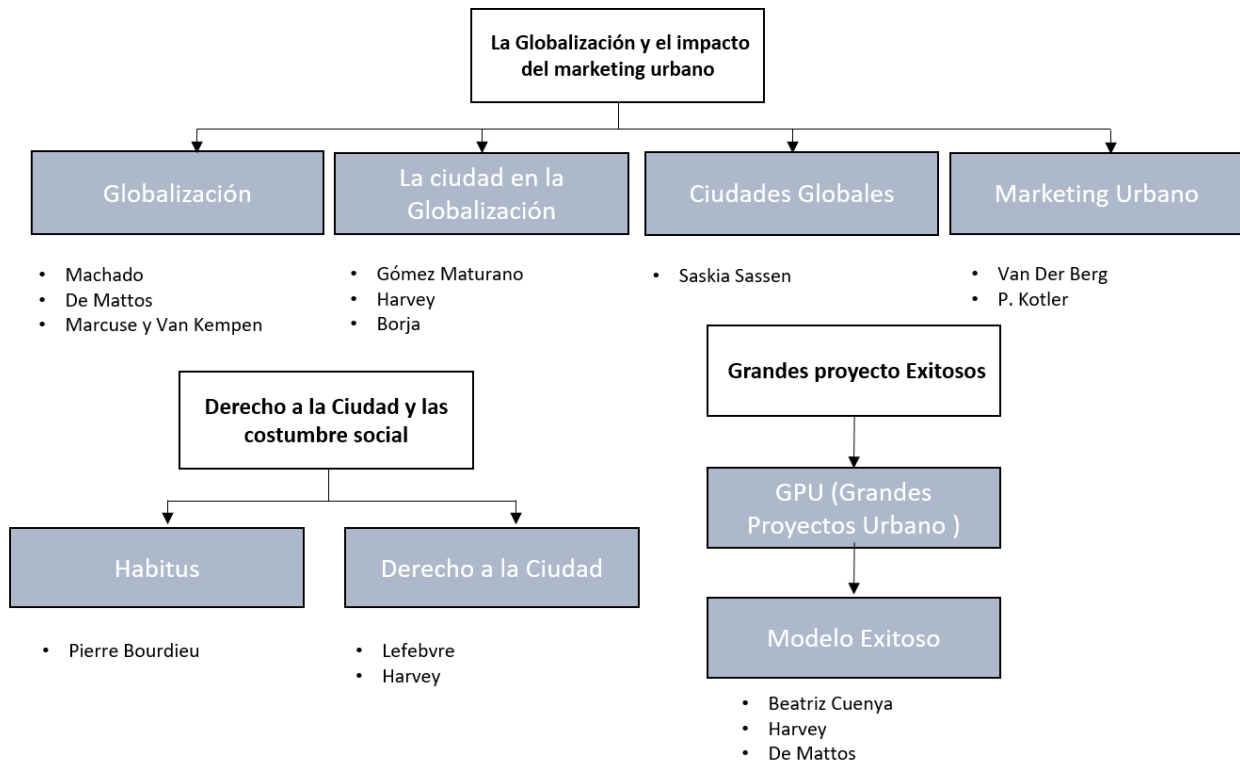 La Globalización y el impacto
del marketing urbano
Globalización
La ciudad en la
Globalización
Ciudades Globales
Marketing Urbano
• Machado
• De Mattos
• Marcuse y Van Kempen
• Gómez Maturano
• Harvey
• Borja
• Saskia Sassen
• Van Der Berg
• P. Kotler
Derecho a la Ciudad y las
costumbre social
Habitus
Derecho a la Ciudad
• Pierre Bourdieu
• Lefebvre
• Harvey
Grandes proyecto Exitosos
GPU (Grandes
Proyectos Urbano )
Modelo Exitoso
• Beatriz Cuenya
• Harvey
• De Mattos